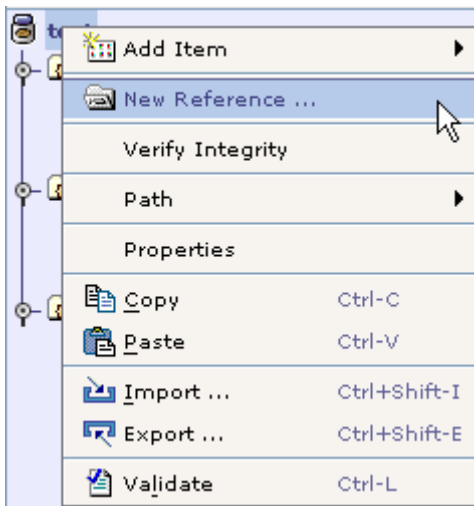 Add Item
New Reference ...
Verify Integrity
Path
Properties
Copy Ctrl-C
Paste Ctrl-V
Import ... Ctrl+Shift-I
Export ... Ctrl+Shift-E
Validate Ctrl-L